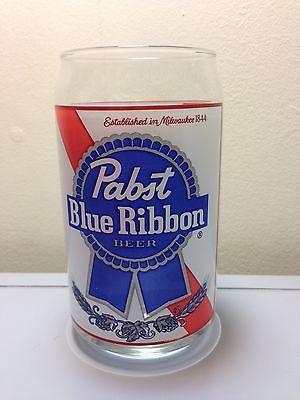 Established in Milwaukee 1844
Pabst
Blue Ribbon®
BEER